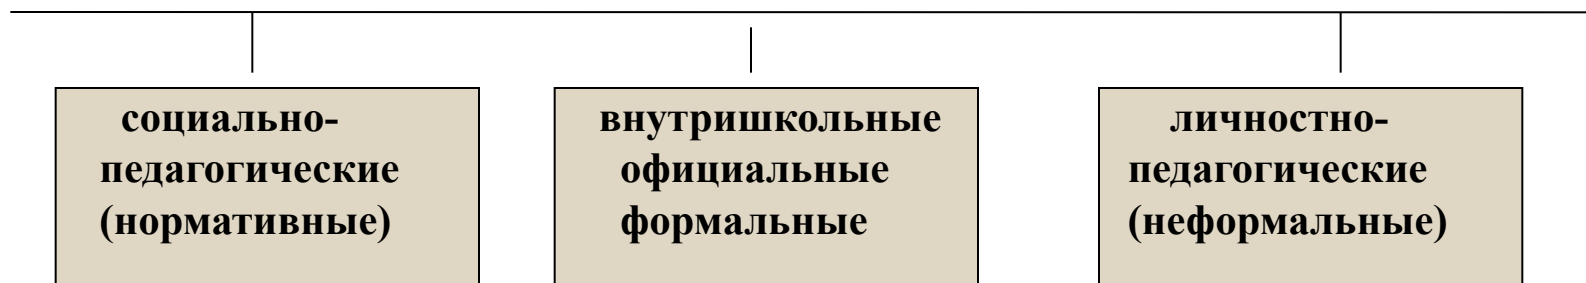 социально-
педагогические
(нормативные)
внутришкольные
официальные
формальные
личностно-
педагогические
(неформальные)